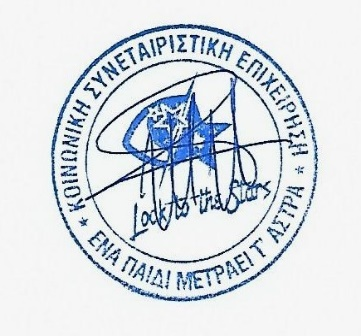 ★ ΚΟΙΝΩΝΙΚΗ ΣΥΝΕΤΑΙΡΙΣΤΙΚΗ ΕΠΙΧΕΙΡΗΣΗ ★
ΕΝΑ ΠΑΙΔΙ ΜΕΤΡΑΕΙ Τ' ΑΣΤΡΑ
Look to the Stars